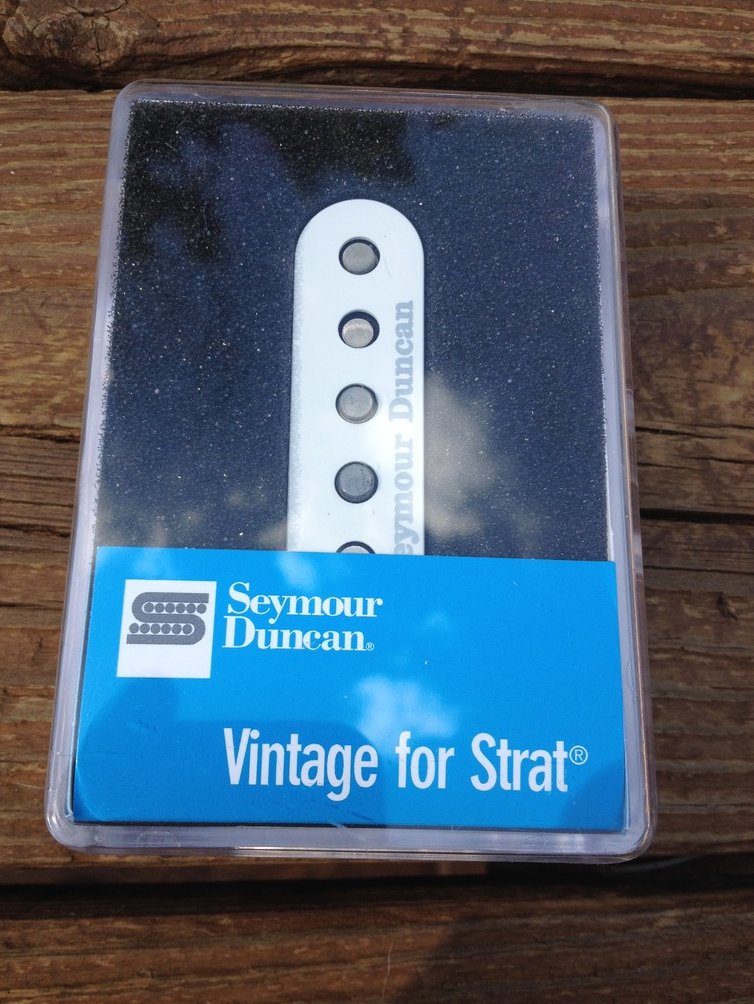 Seymour Duncan
Seymour
Duncan®
Vintage for Strat®